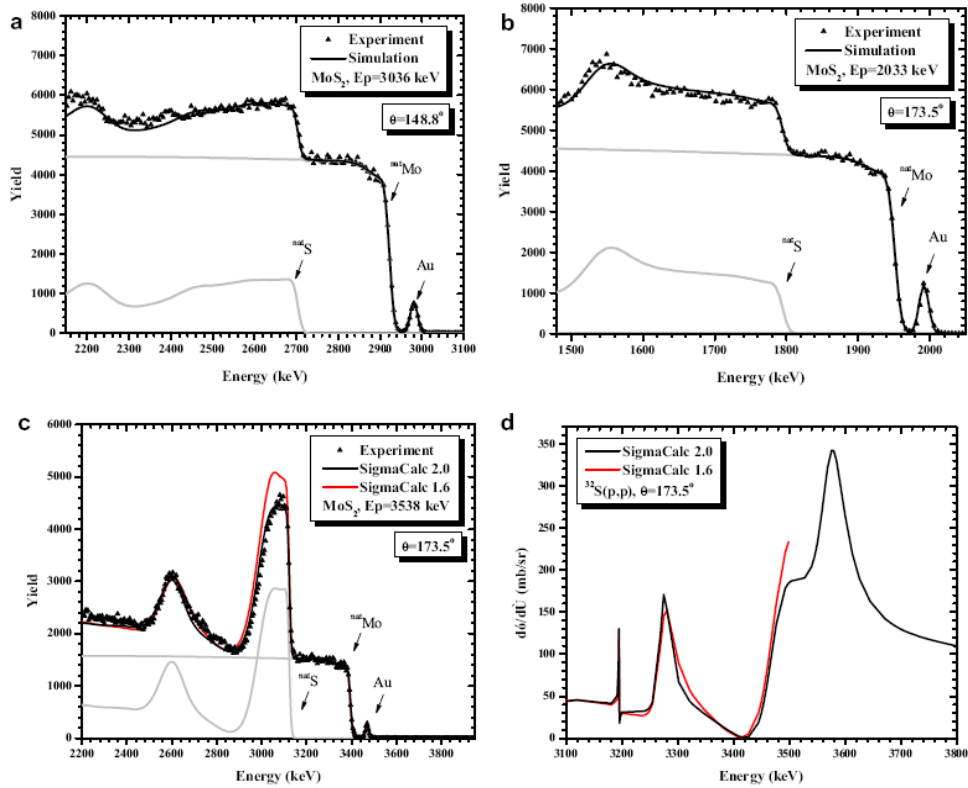 a
8000
7000
6000
5000
4000
3000
2000
1000
0
Yield
Experiment
Simulation
MoS₂, Ep=3036 keV
θ=148.8°
ⁿᵃᵗMo
ⁿᵃᵗS
Au
2200 2300 2400 2500 2600 2700 2800 2900 3000 3100
Energy (keV)
b
8000
7000
6000
5000
4000
3000
2000
1000
0
Yield
Experiment
Simulation
MoS₂, Ep=2033 keV
θ=173.5°
ⁿᵃᵗMo
ⁿᵃᵗS
Au
1500 1600 1700 1800 1900 2000
Energy (keV)
c
6000
5000
4000
3000
2000
1000
0
Yield
Experiment
SigmaCalc 2.0
SigmaCalc 1.6
MoS₂, Ep=3538 keV
θ=173.5°
ⁿᵃᵗMo
ⁿᵃᵗS
Au
2200 2400 2600 2800 3000 3200 3400 3600 3800
Energy (keV)
d
350
300
250
200
150
100
50
0
dó/dÙ (mb/sr)
SigmaCalc 2.0
SigmaCalc 1.6
³²S(p,p), θ=173.5°
3100 3200 3300 3400 3500 3600 3700 3800
Energy (keV)